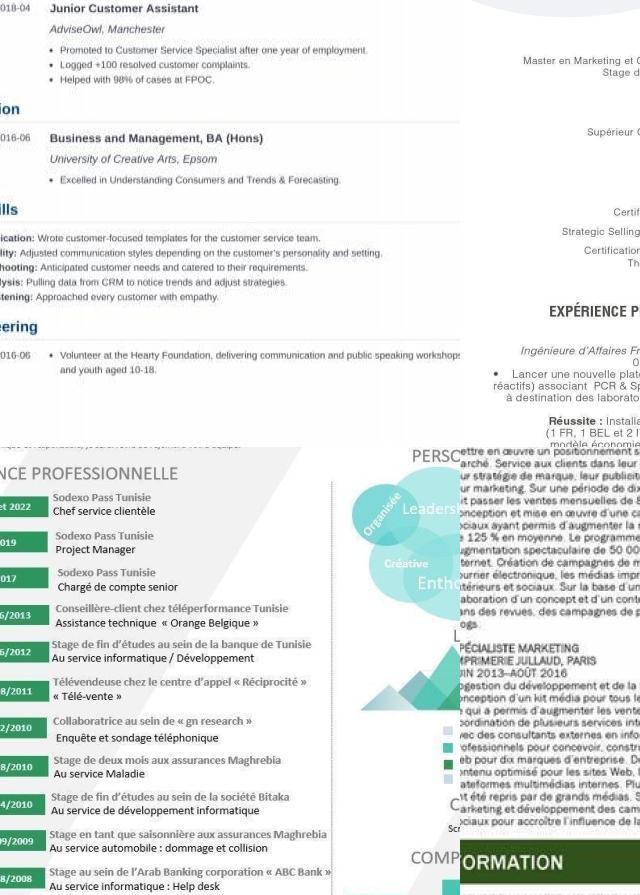 2018-04
Junior Customer Assistant
AdviseOwl, Manchester
• Promoted to Customer Service Specialist after one year of employment.
• Logged +100 resolved customer complaints.
• Helped with 98% of cases at FPOC.
ion
016-06
Business and Management, BA (Hons)
University of Creative Arts, Epsom
• Excelled in Understanding Consumers and Trends & Forecasting.
ills
ication: Wrote customer-focused templates for the customer service team.
lity: Adjusted communication styles depending on the customer's personality and setting.
hooting: Anticipated customer needs and catered to their requirements.
lysis: Pulling data from CRM to notice trends and adjust strategies.
stening: Approached every customer with empathy.
eering
016-06
• Volunteer at the Hearty Foundation, delivering communication and public speaking workshops
and youth aged 10-18.
Master en Marketing et C
Stage d
Supérieur C
Certif
Strategic Selling
Certification
Th
EXPÉRIENCE P
Ingénieure d'Affaires Fr
0
• Lancer une nouvelle plate
réactifs) associant PCR & Sp
à destination des laborato
Réussite : Installa
(1 FR, 1 BEL et 2 I
modèle économie
NCE PROFESSIONNELLE
et 2022
Sodexo Pass Tunisie
Chef service clientèle
019
Sodexo Pass Tunisie
Project Manager
017
Sodexo Pass Tunisie
Chargé de compte senior
6/2013
Conseillère-client chez téléperformance Tunisie
Assistance technique « Orange Belgique »
6/2012
Stage de fin d'études au sein de la banque de Tunisie
Au service informatique / Développement
8/2011
Télévendeuse chez le centre d'appel « Réciprocité »
« Télé-vente »
2/2010
Collaboratrice au sein de « gn research »
Enquête et sondage téléphonique
8/2010
Stage de deux mois aux assurances Maghrebia
Au service Maladie
4/2010
Stage de fin d'études au sein de la société Bitaka
Au service de développement informatique
09/2009
Stage en tant que saisonnière aux assurances Maghrebia
Au service automobile : dommage et collision
8/2008
Stage au sein de l'Arab Banking corporation « ABC Bank »
Au service informatique : Help desk
PERSO
Organisée
Leaders
Créative
Entho
L
C
Scr
COMP
ettre en œuvre un positionnement s
arché. Service aux clients dans leur
ur stratégie de marque, leur publicit
ur marketing. Sur une période de dix
t passer les ventes mensuelles de 8
onception et mise en œuvre d'une ca
ociaux ayant permis d'augmenter la
e 125 % en moyenne. Le programme
ugmentation spectaculaire de 50 00
ternet. Création de campagnes de m
ourrier électronique, les médias impr
xtérieurs et sociaux. Sur la base d'un
aboration d'un concept et d'un cont
ans des revues, des campagnes de p
ogs.
PÉCIALISTE MARKETING
MPRIMERIE JULLAUD, PARIS
UIN 2013–AOÛT 2016
ogestion du développement et de la
onception d'un kit média pour tous le
e qui a permis d'augmenter les vente
oordination de plusieurs services int
vec des consultants externes en info
rofessionnels pour concevoir, constru
eb pour dix marques d'entreprise. D
ontenu optimisé pour les sites Web, l
ateformes multimédias internes. Plu
nt été repris par de grands médias. S
arketing et développement des cam
ociaux pour accroître l'influence de la
ORMATION